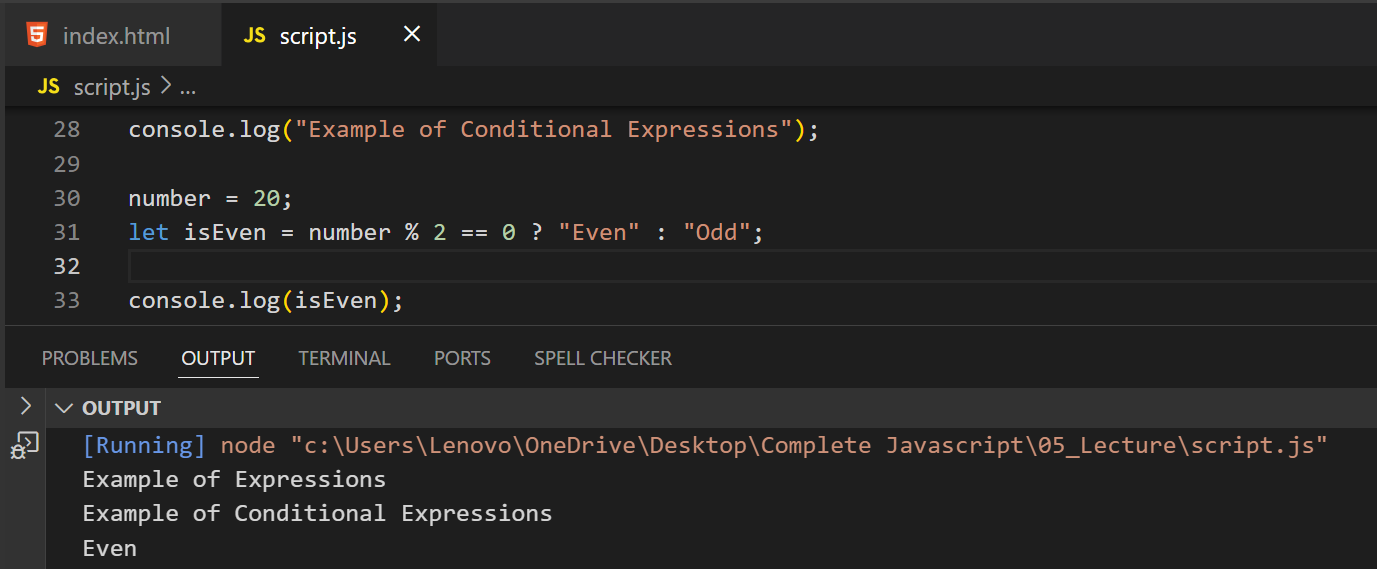 index.html JS script.js ×
JS script.js > ...
28 console.log("Example of Conditional Expressions");
29
30 number = 20;
31 let isEven = number % 2 == 0 ? "Even" : "Odd";
32
33 console.log(isEven);
PROBLEMS OUTPUT TERMINAL PORTS SPELL CHECKER
OUTPUT
[Running] node "c:\Users\Lenovo\OneDrive\Desktop\Complete Javascript\05_Lecture\script.js"
Example of Expressions
Example of Conditional Expressions
Even